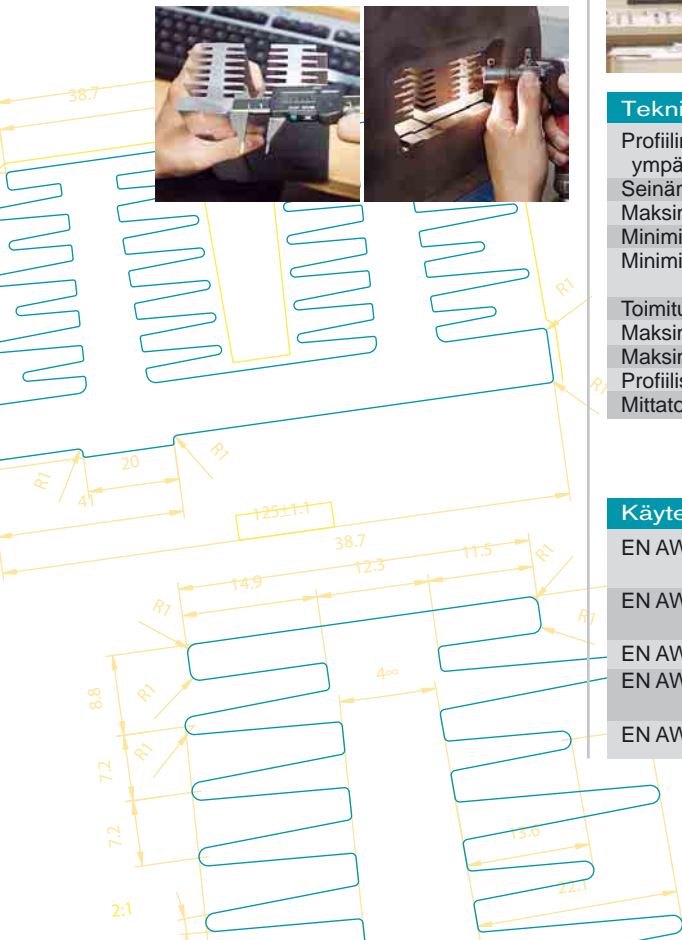 38.7
R1
R1
20
R1
R1
41
125±1.1
38.7
14.9
12.3
11.5
R1
R1
R1
4∞
R1
8.8
R1
7.2
7.2
13.6
22.1
2:1
Tekni
Profiilin
ympä
Seinär
Maksin
Minimi
Minimi
Toimitu
Maksir
Maksir
Profiilis
Mittato
Käyte
EN AW
EN AW
EN AW
EN AW
EN AW